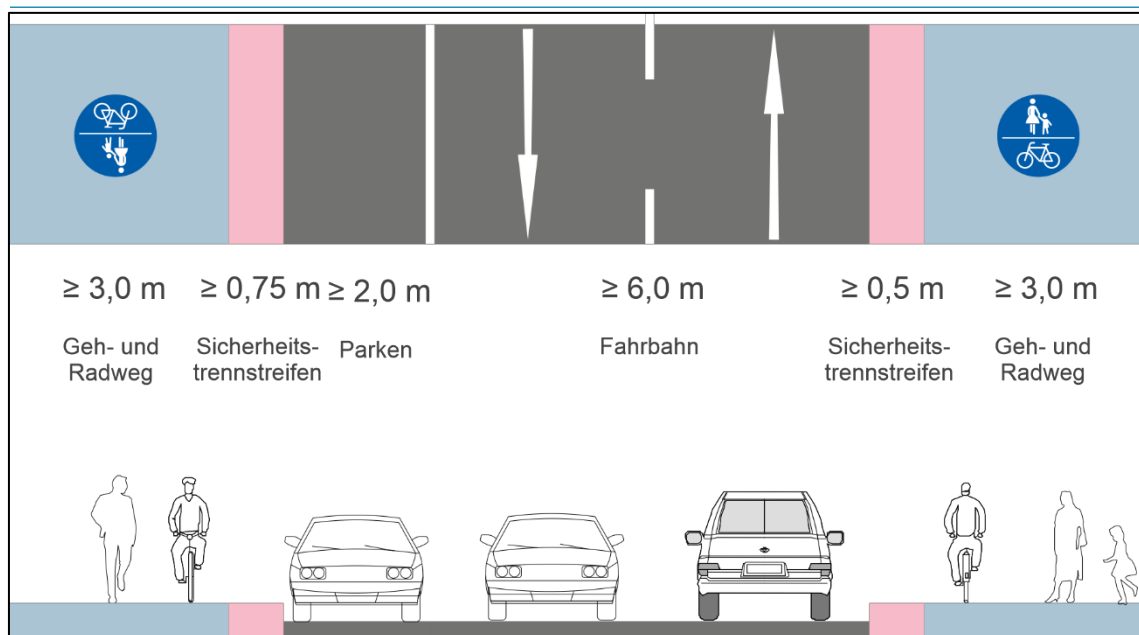 ≥ 3,0 m ≥ 0,75 m ≥ 2,0 m ≥ 6,0 m ≥ 0,5 m ≥ 3,0 m
Geh- und Sicherheits- Parken Fahrbahn Sicherheits- Geh- und
Radweg trennstreifen trennstreifen Radweg